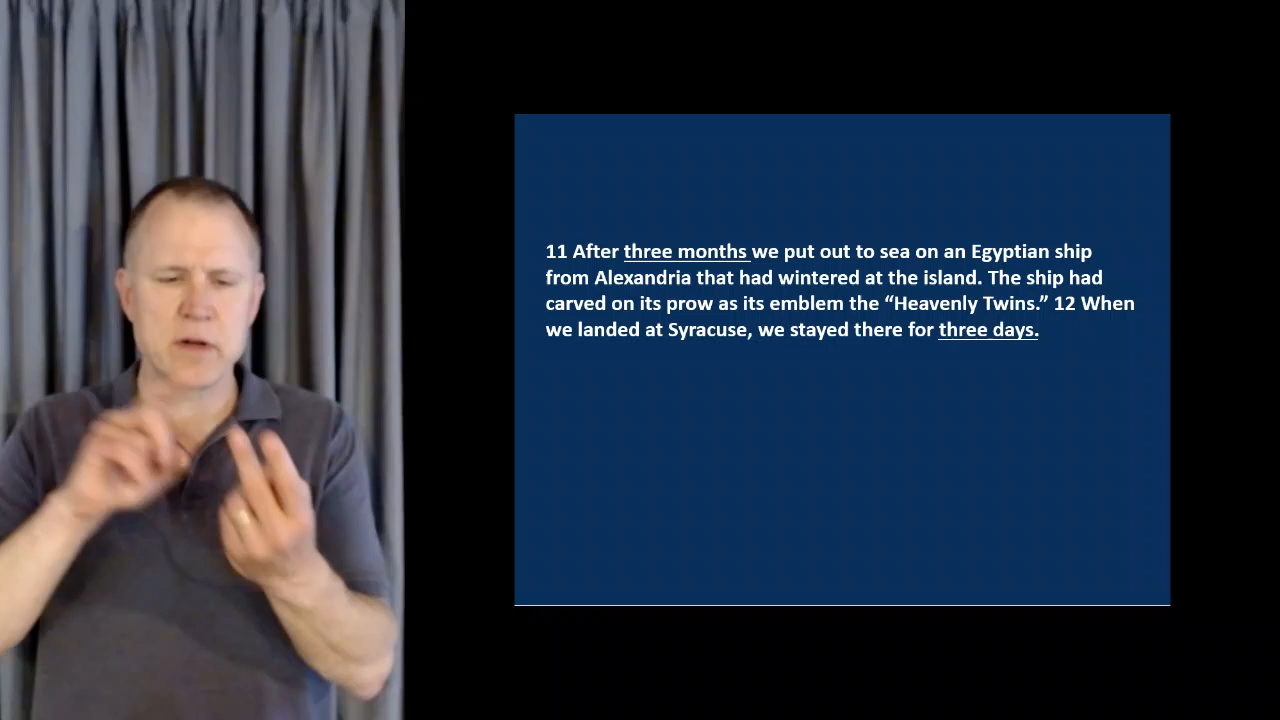 11 After three months we put out to sea on an Egyptian ship
from Alexandria that had wintered at the island. The ship had
carved on its prow as its emblem the “Heavenly Twins.” 12 When
we landed at Syracuse, we stayed there for three days.